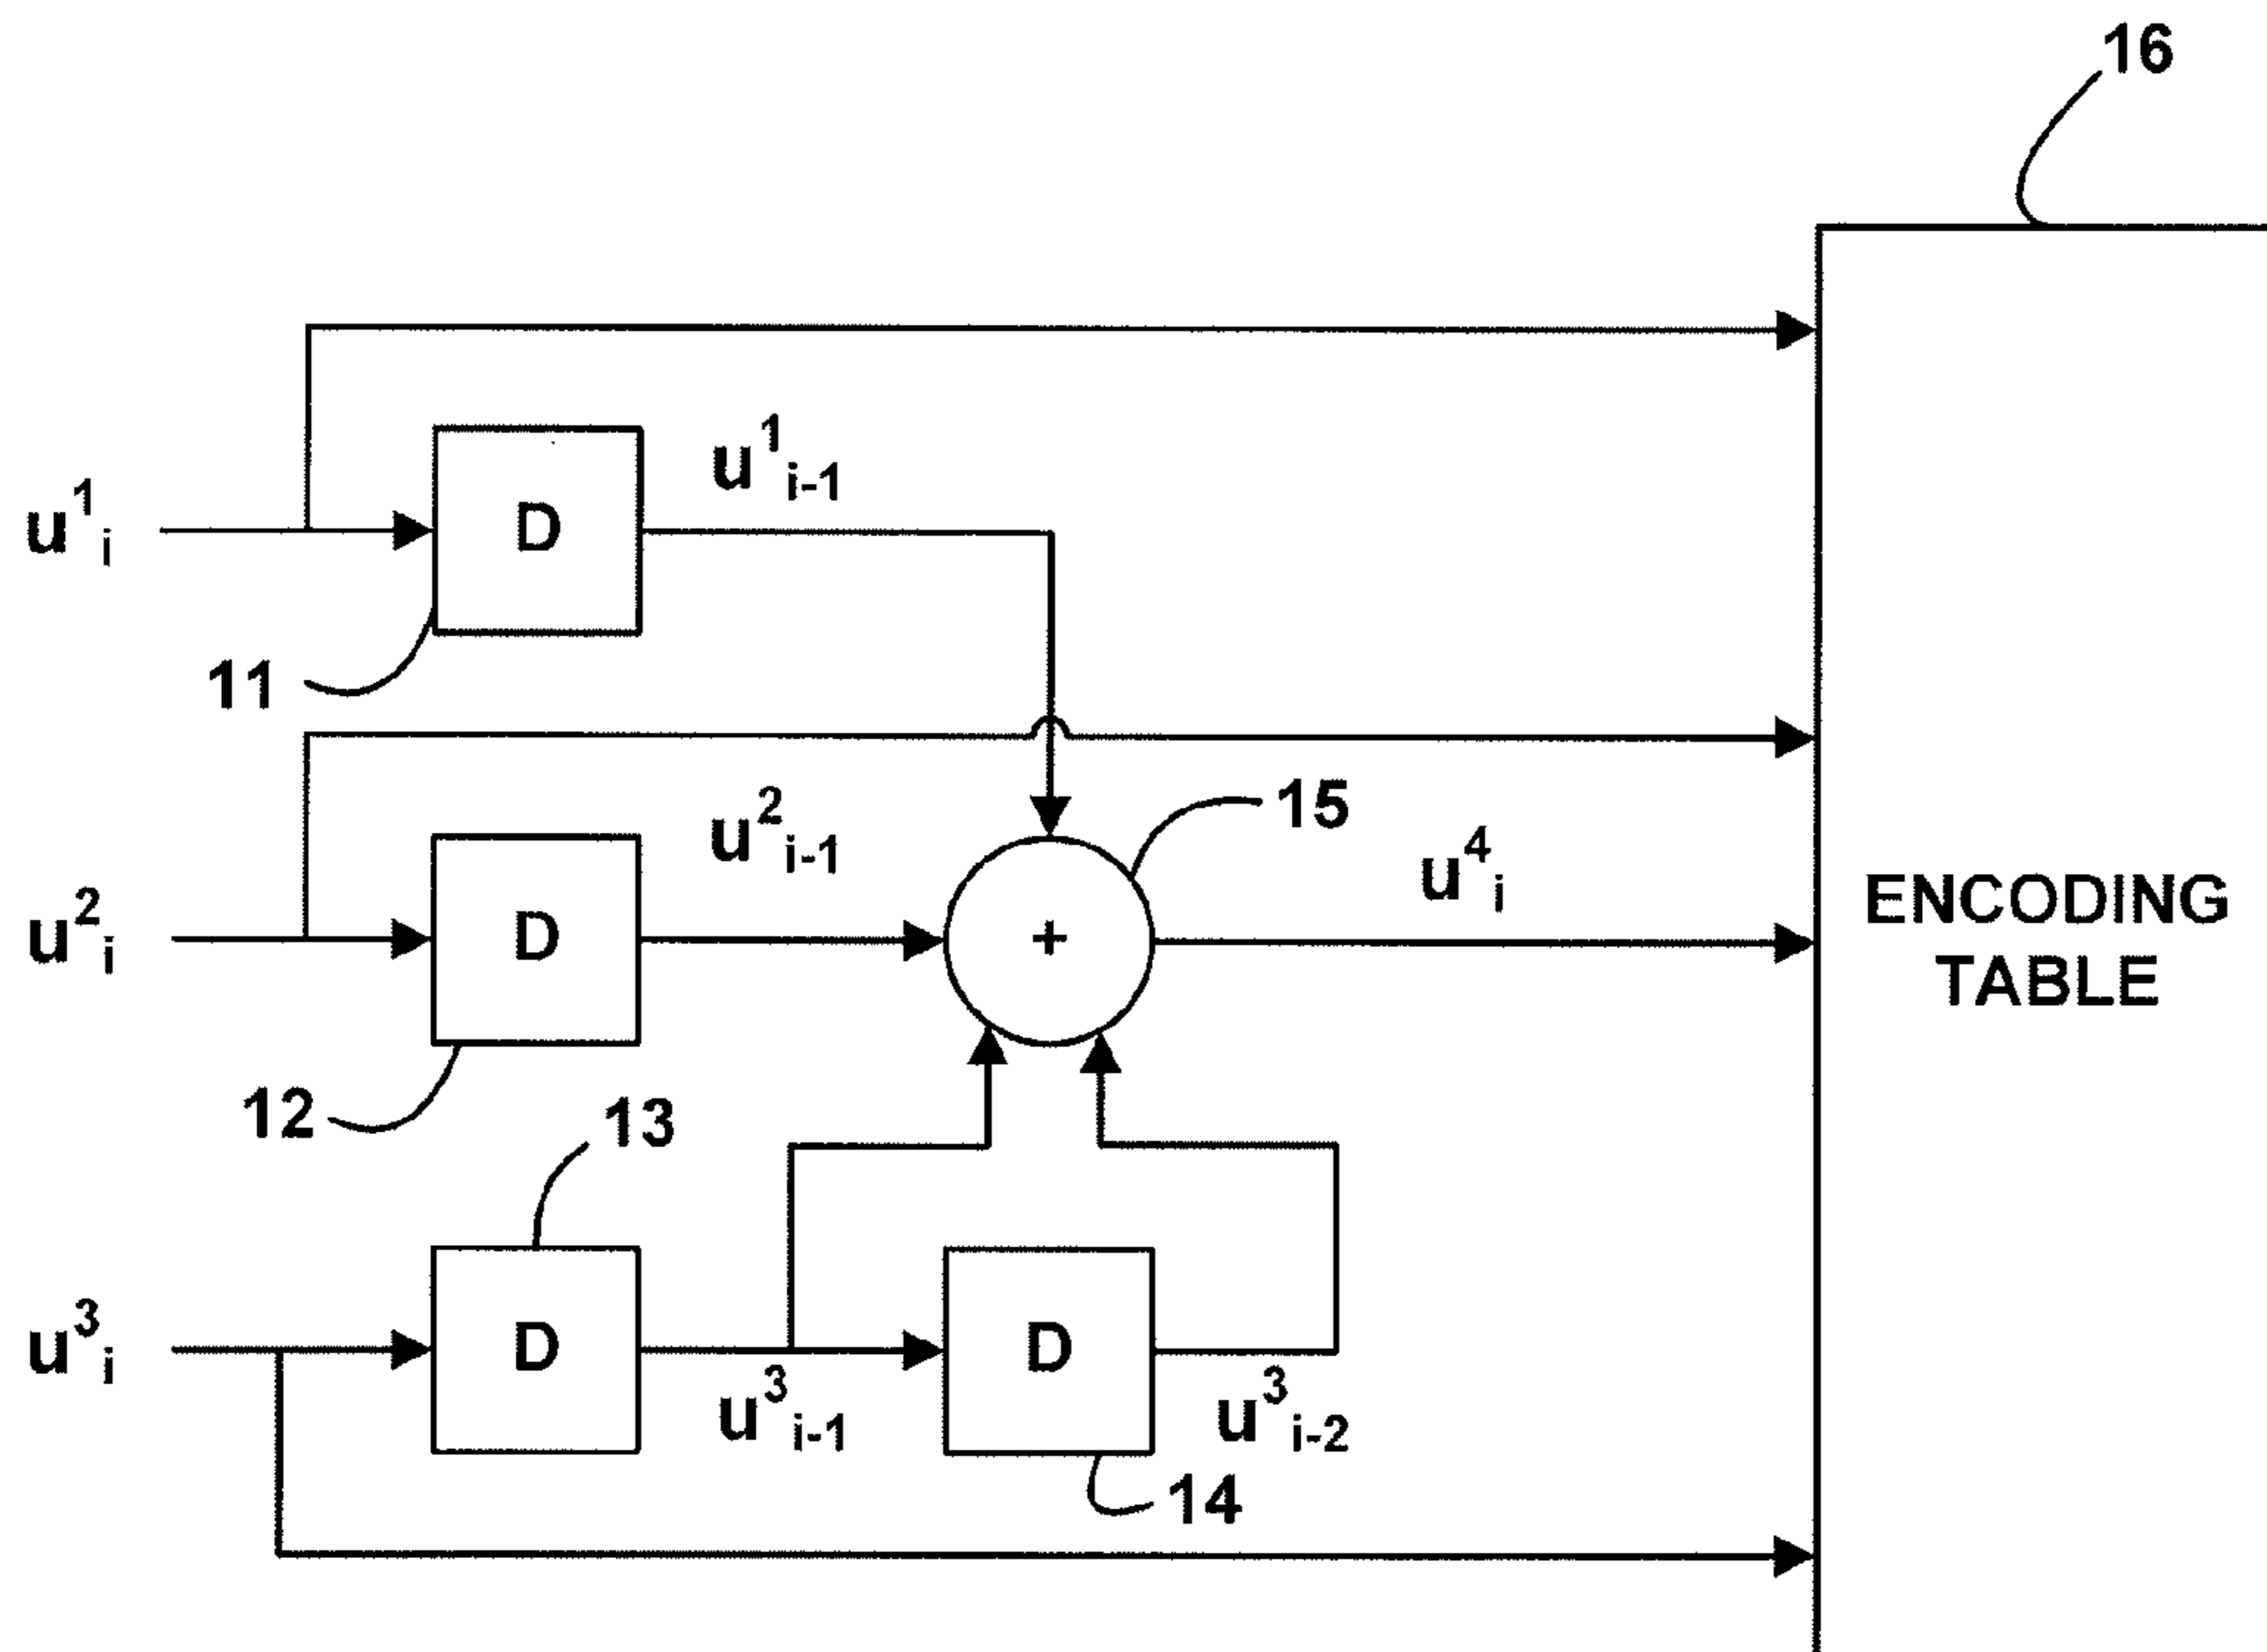 16
u¹ᵢ
D
u¹ᵢ₋₁
11
u²ᵢ
D
u²ᵢ₋₁
+
15
u⁴ᵢ
ENCODING
TABLE
12
13
u³ᵢ
D
u³ᵢ₋₁
D
u³ᵢ₋₂
14